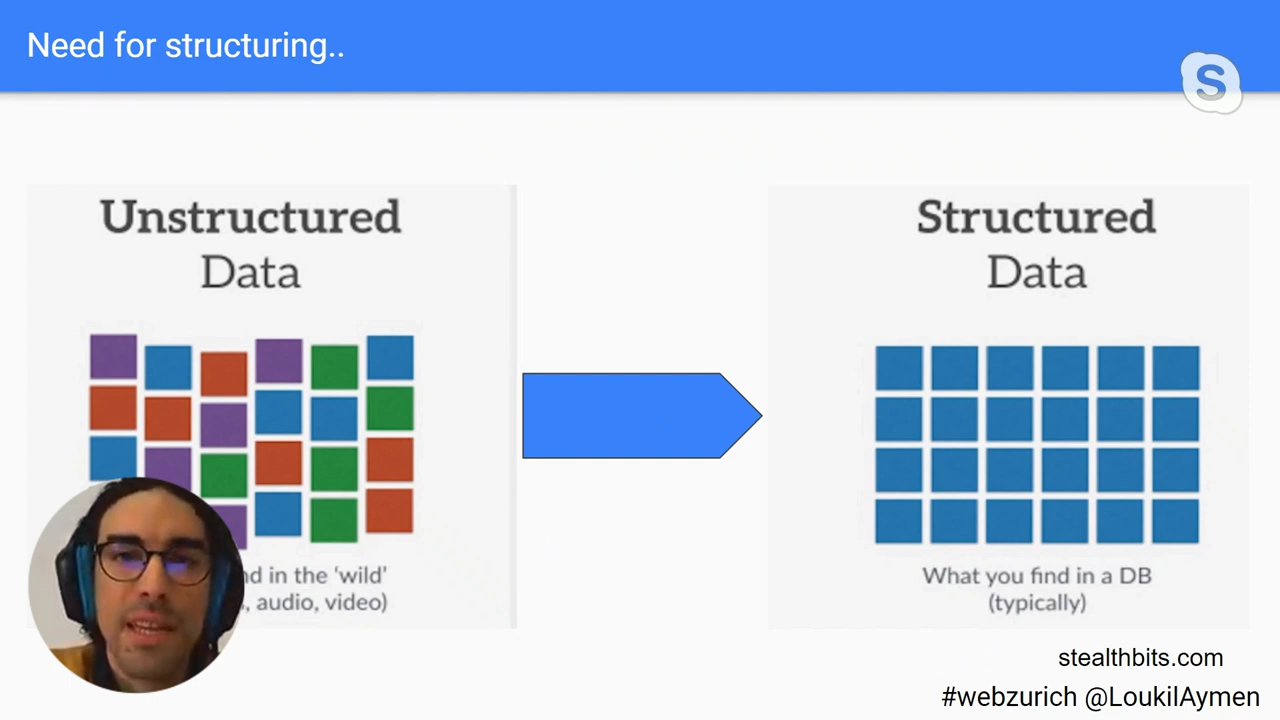 Need for structuring..
S
Unstructured
Data
Structured
Data
in the ‘wild’
audio, video)
What you find in a DB
(typically)
stealthbits.com
#webzurich @LoukilAymen